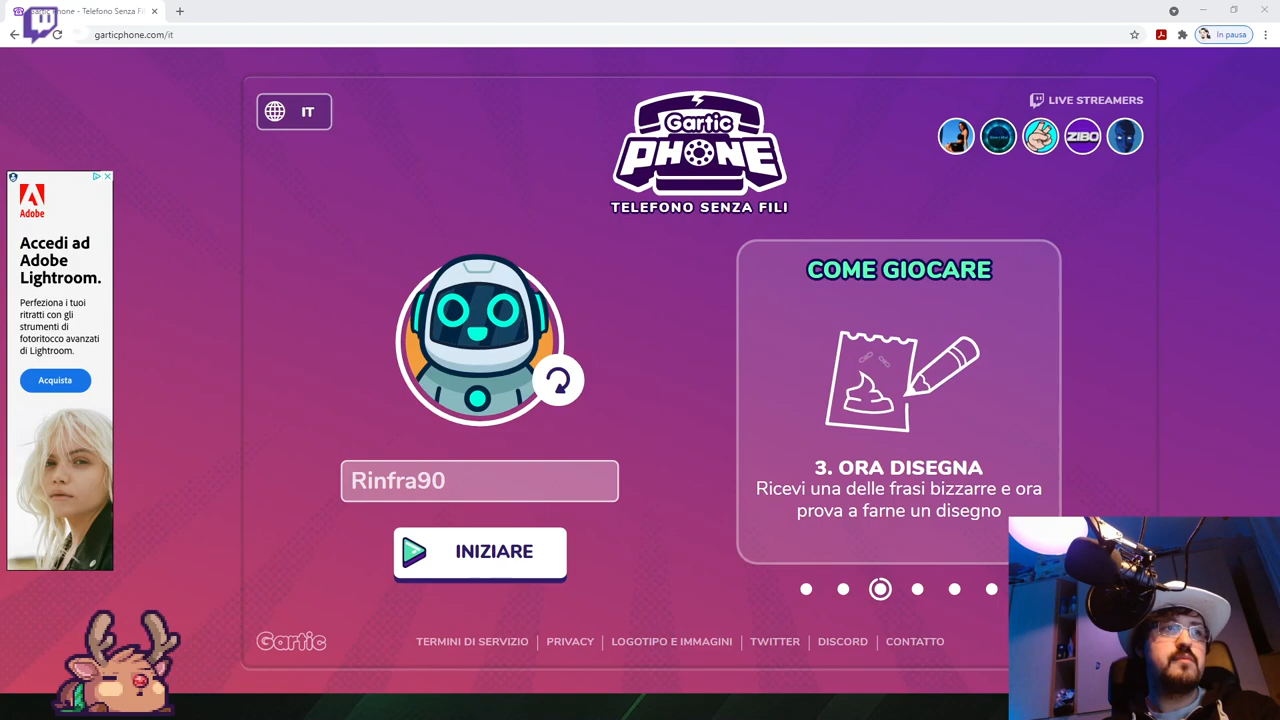 Phone - Telefono Senza Fi
garticphone.com/it
In pausa
IT
Gartic
PHONE
TELEFONO SENZA FILI
LIVE STREAMERS
ZIBO
Adobe
Accedi ad
Adobe
Lightroom.
Perfeziona i tuoi
ritratti con gli
strumenti di
fotoritocco avanzati
di Lightroom.
Acquista
Rinfra90
INIZIARE
COME GIOCARE
3. ORA DISEGNA
Ricevi una delle frasi bizzarre e ora
prova a farne un disegno
Gartic
TERMINI DI SERVIZIO
PRIVACY
LOGOTIPO E IMMAGINI
TWITTER
DISCORD
CONTATTO